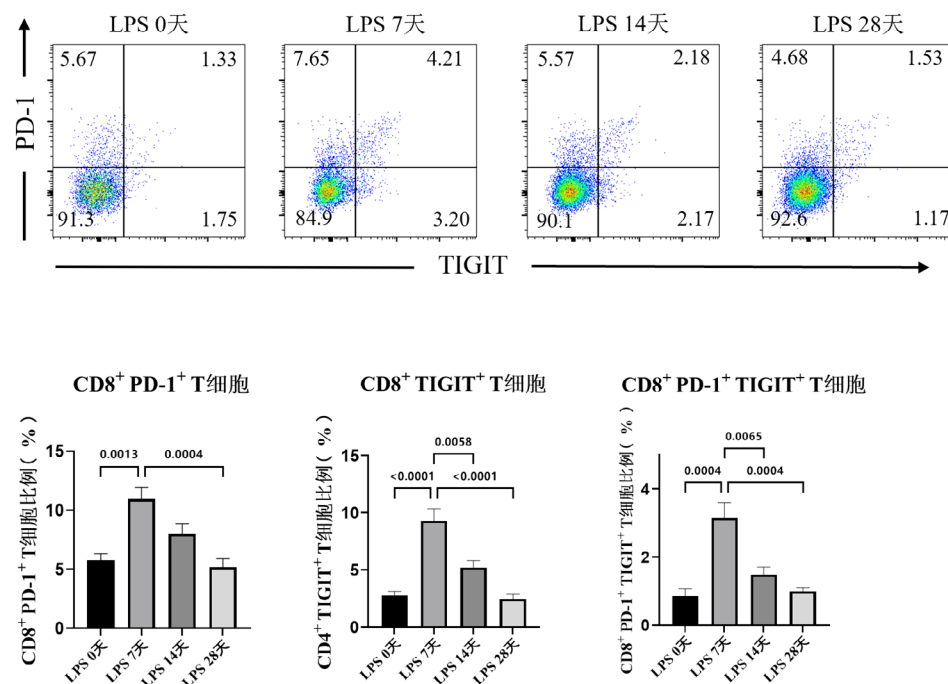 LPS 0天
LPS 7天
LPS 14天
LPS 28天
PD-1
5.67
1.33
91.3
1.75
7.65
4.21
84.9
3.20
5.57
2.18
90.1
2.17
4.68
1.53
92.6
1.17
TIGIT
CD8⁺ PD-1⁺ T细胞
CD8⁺ PD-1⁺ T细胞比例(%)
15
10
5
0
0.0013
0.0004
LPS 0天
LPS 7天
LPS 14天
LPS 28天
CD8⁺ TIGIT⁺ T细胞
CD4⁺ TIGIT⁺ T细胞比例(%)
15
10
5
0
0.0058
<0.0001
<0.0001
LPS 0天
LPS 7天
LPS 14天
LPS 28天
CD8⁺ PD-1⁺ TIGIT⁺ T细胞
CD8⁺ PD-1⁺ TIGIT⁺ T细胞比例(%)
4
2
0
0.0065
0.0004
0.0004
LPS 0天
LPS 7天
LPS 14天
LPS 28天